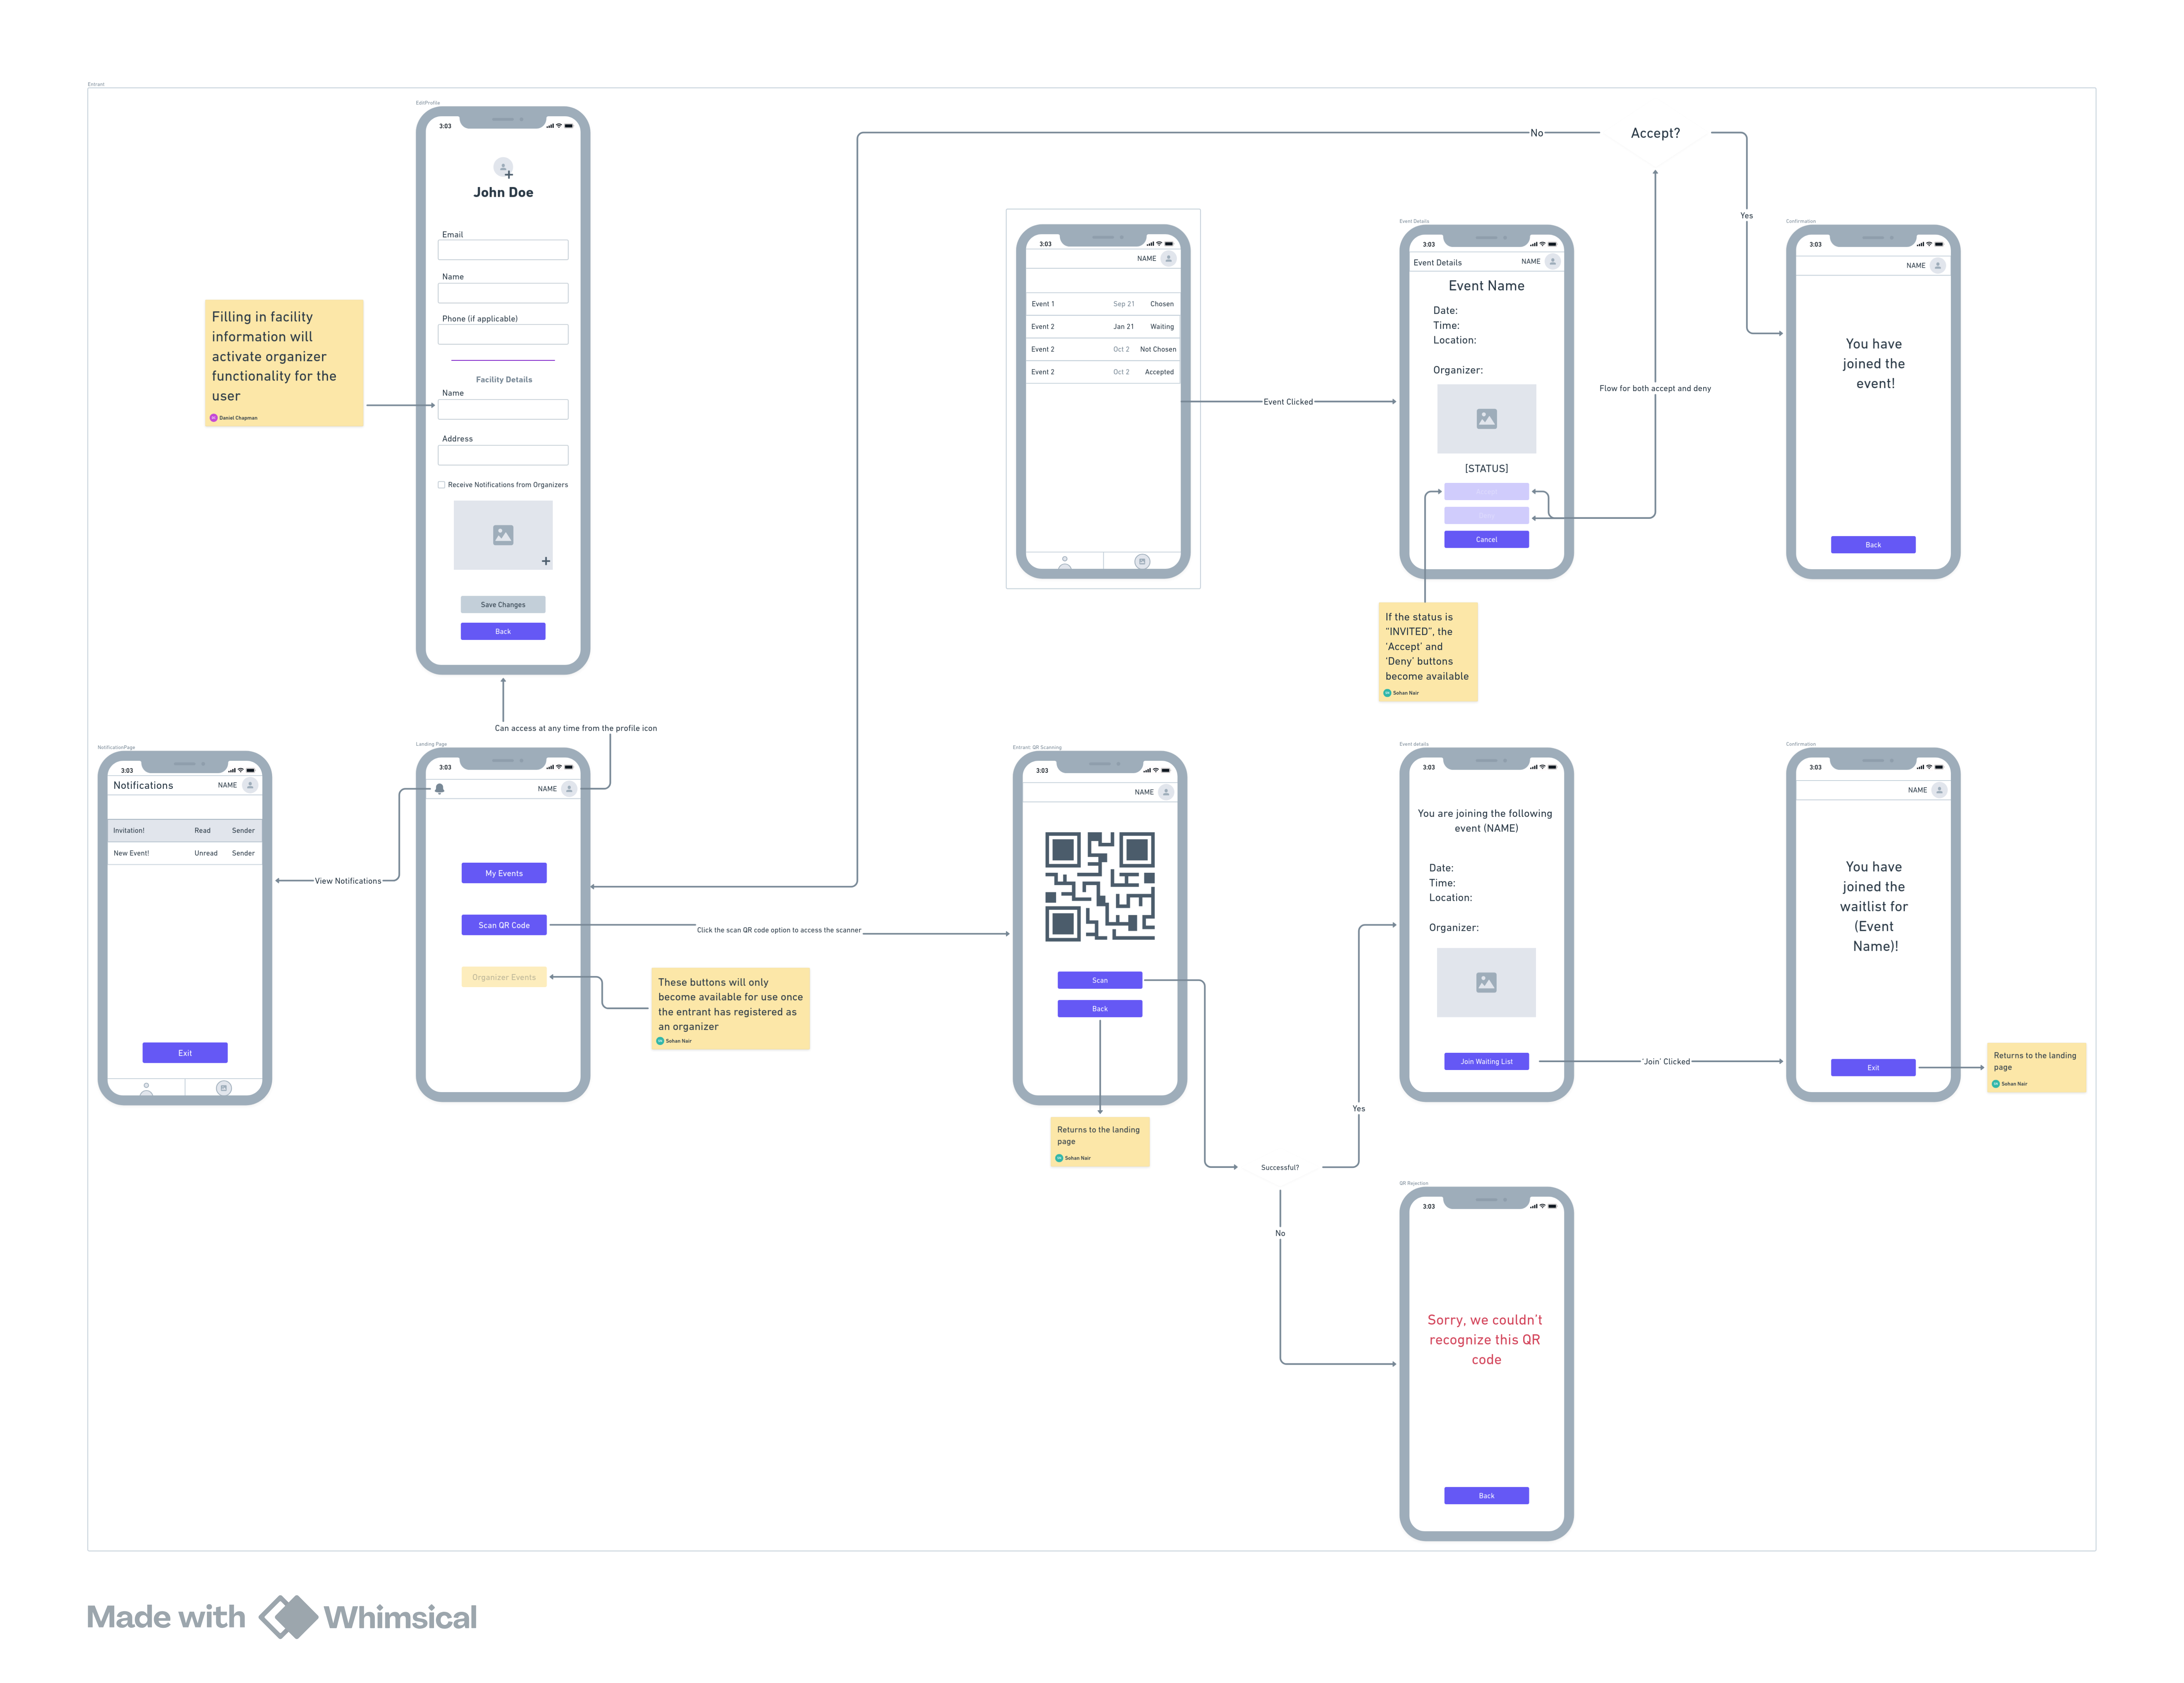 Entrant
EditProfile
3:03
John Doe
Email
Name
Phone (if applicable)
Facility Details
Name
Address
Receive Notifications from Organizers
Save Changes
Back
Filling in facility
information will
activate organizer
functionality for the
user
Daniel Chapman
Can access at any time from the profile icon
3:03
NAME
Event 1 Sep 21 Chosen
Event 2 Jan 21 Waiting
Event 2 Oct 2 Not Chosen
Event 2 Oct 2 Accepted
Event Clicked
Event Details
3:03
Event Details NAME
Event Name
Date:
Time:
Location:
Organizer:
[STATUS]
Cancel
If the status is
"INVITED", the
'Accept' and
'Deny' buttons
become available
Sohan Nair
Flow for both accept and deny
Accept?
No
Yes
Confirmation
3:03
NAME
You have
joined the
event!
Back
NotificationPage
3:03
Notifications NAME
Invitation! Read Sender
New Event! Unread Sender
Exit
View Notifications
Landing Page
3:03
NAME
My Events
Scan QR Code
Organizer Events
Click the scan QR code option to access the scanner
These buttons will only
become available for use once
the entrant has registered as
an organizer
Sohan Nair
Entrant: QR Scanning
3:03
NAME
Scan
Back
Returns to the landing
page
Sohan Nair
Successful?
Yes
No
Event details
3:03
You are joining the following
event (NAME)
Date:
Time:
Location:
Organizer:
Join Waiting List
'Join' Clicked
Confirmation
3:03
NAME
You have
joined the
waitlist for
(Event
Name)!
Exit
Returns to the landing
page
Sohan Nair
QR Rejection
3:03
Sorry, we couldn't
recognize this QR
code
Back
Made with Whimsical